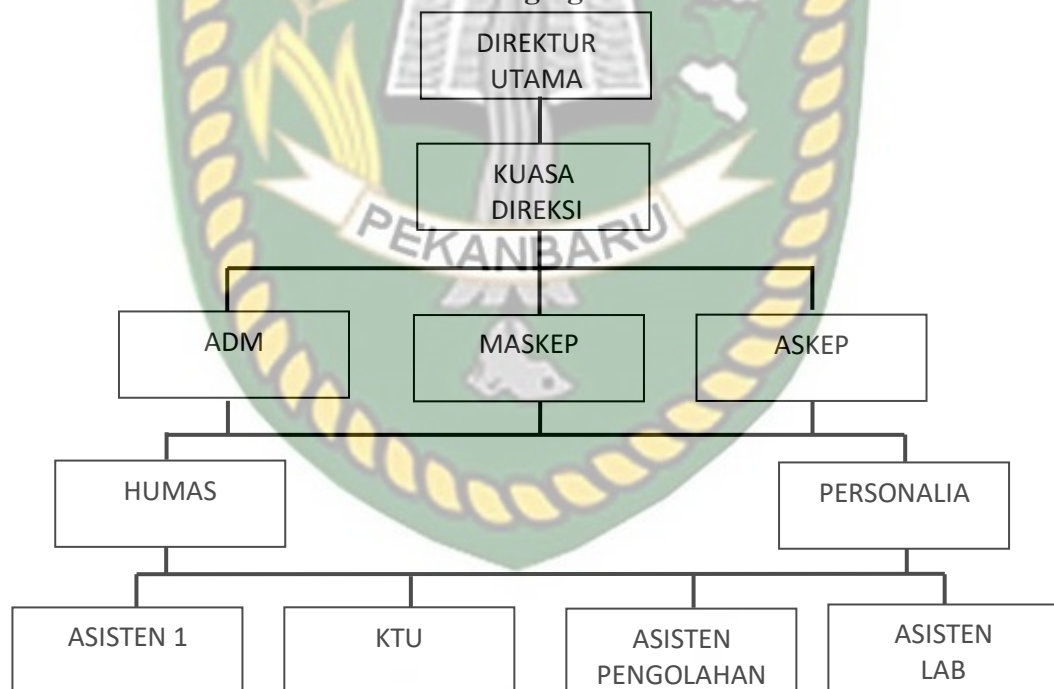 DIREKTUR
UTAMA
KUASA
DIREKSI
PEKANBARU
ADM
MASKEP
ASKEP
HUMAS
PERSONALIA
ASISTEN 1
KTU
ASISTEN
PENGOLAHAN
ASISTEN
LAB